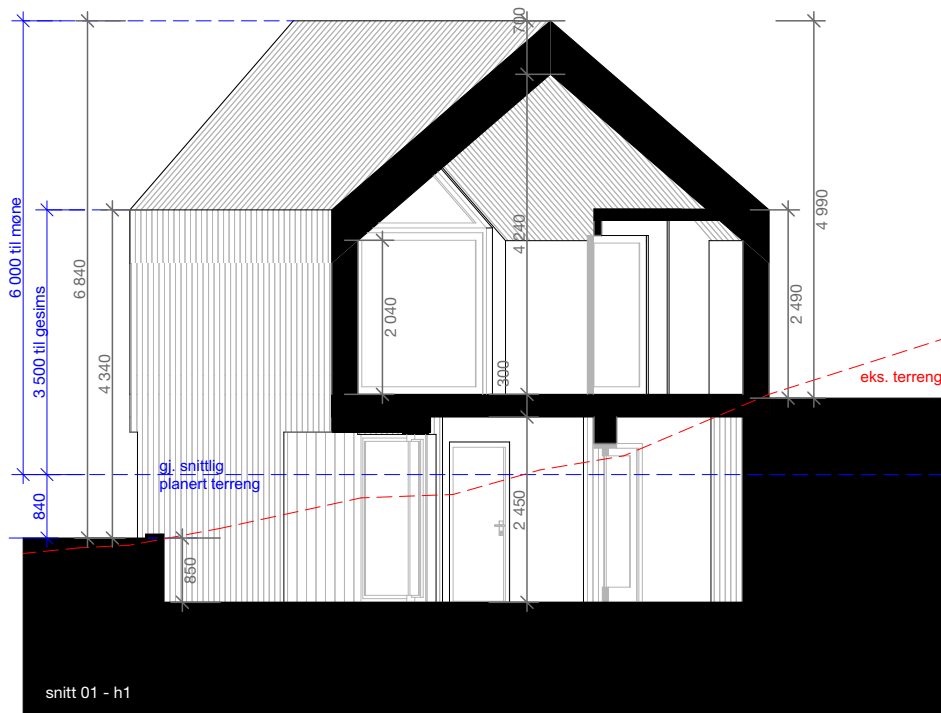 700
6 000 til møne
6 840
3 500 til gesims
4 340
2 040
4 240
300
4 990
2 490
eks. terreng
gj. snittlig
planert terreng
840
850
2 450
snitt 01 - h1